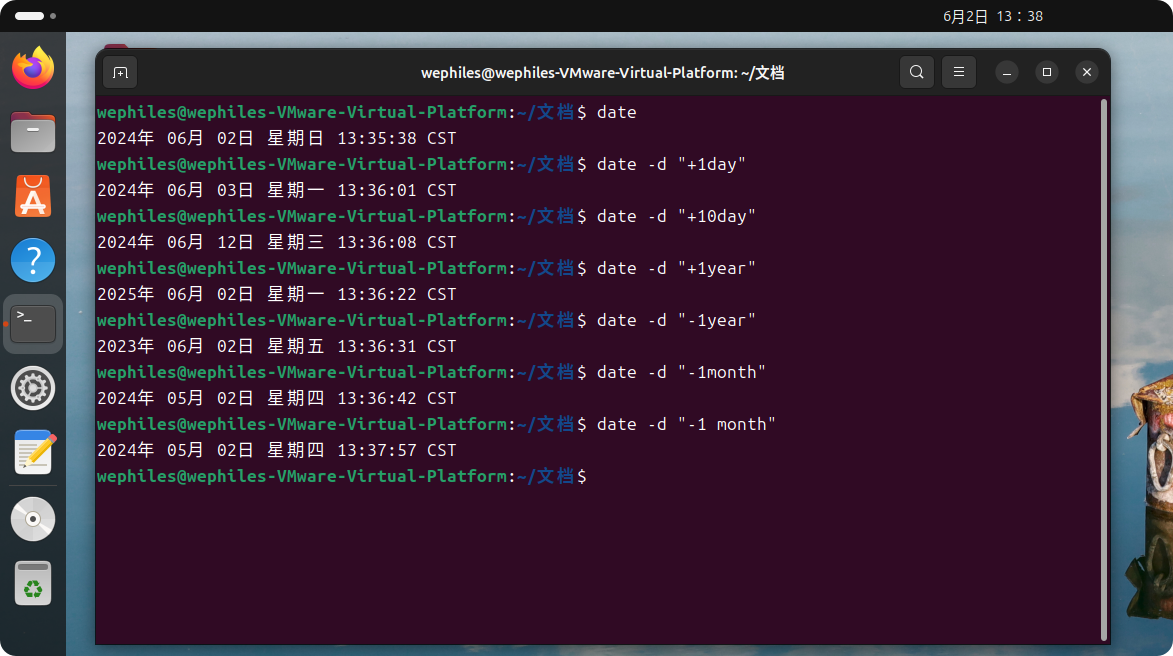 6月2日 13：38
wephiles@wephiles-VMware-Virtual-Platform: ~/文档
wephiles@wephiles-VMware-Virtual-Platform:~/文档$ date
2024年 06月 02日 星期日 13:35:38 CST
wephiles@wephiles-VMware-Virtual-Platform:~/文档$ date -d "+1day"
2024年 06月 03日 星期一 13:36:01 CST
wephiles@wephiles-VMware-Virtual-Platform:~/文档$ date -d "+10day"
2024年 06月 12日 星期三 13:36:08 CST
wephiles@wephiles-VMware-Virtual-Platform:~/文档$ date -d "+1year"
2025年 06月 02日 星期一 13:36:22 CST
wephiles@wephiles-VMware-Virtual-Platform:~/文档$ date -d "-1year"
2023年 06月 02日 星期五 13:36:31 CST
wephiles@wephiles-VMware-Virtual-Platform:~/文档$ date -d "-1month"
2024年 05月 02日 星期四 13:36:42 CST
wephiles@wephiles-VMware-Virtual-Platform:~/文档$ date -d "-1 month"
2024年 05月 02日 星期四 13:37:57 CST
wephiles@wephiles-VMware-Virtual-Platform:~/文档$